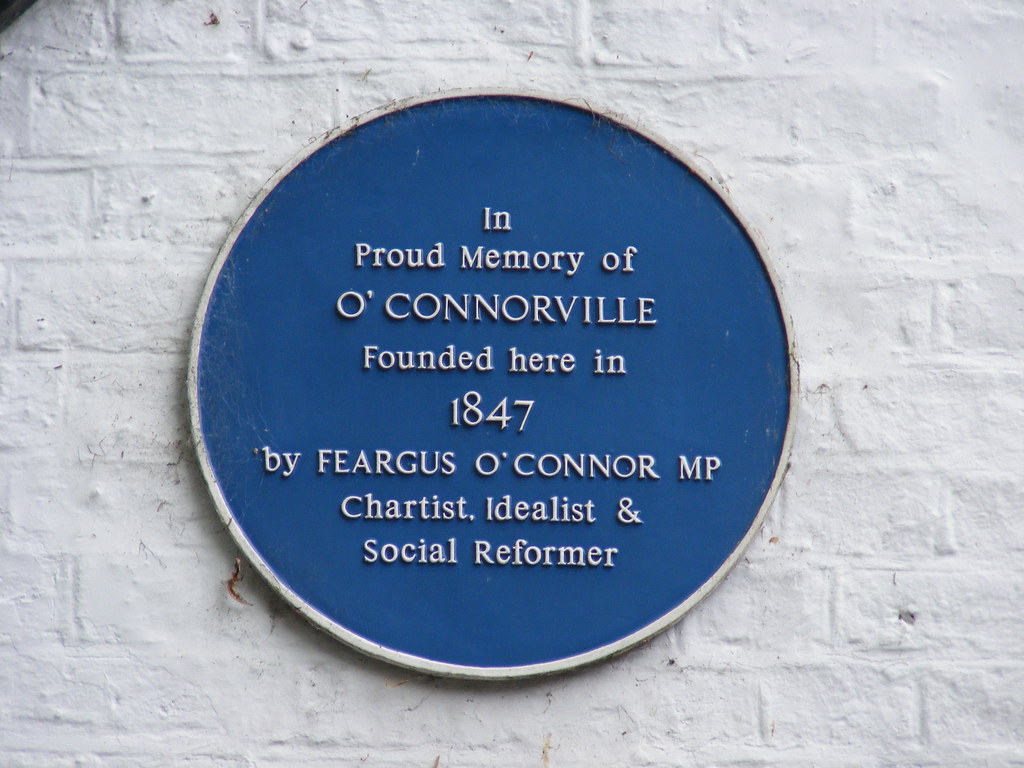 In
Proud Memory of
O' CONNORVILLE
Founded here in
1847
by FEARGUS O'CONNOR MP
Chartist, Idealist &
Social Reformer